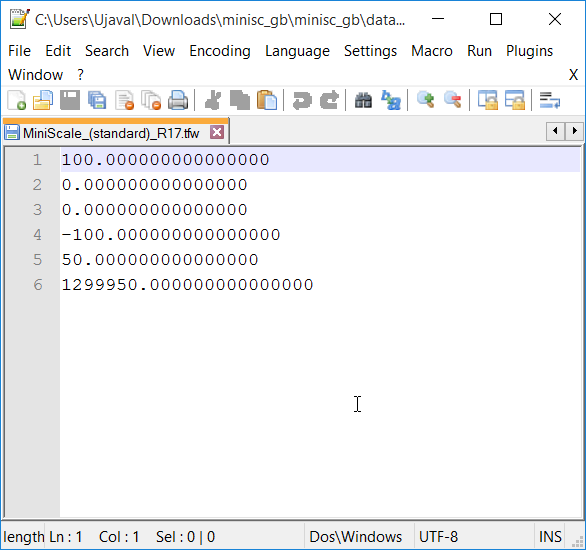 C:\Users\Ujaval\Downloads\minisc_gb\minisc_gb\data...
File Edit Search View Encoding Language Settings Macro Run Plugins
Window ? X
MiniScale_(standard)_R17.tfw
1 100.000000000000000
2 0.000000000000000
3 0.000000000000000
4 -100.000000000000000
5 50.000000000000000
6 1299950.000000000000000
length Ln : 1 Col : 1 Sel : 0 | 0 Dos\Windows UTF-8 INS